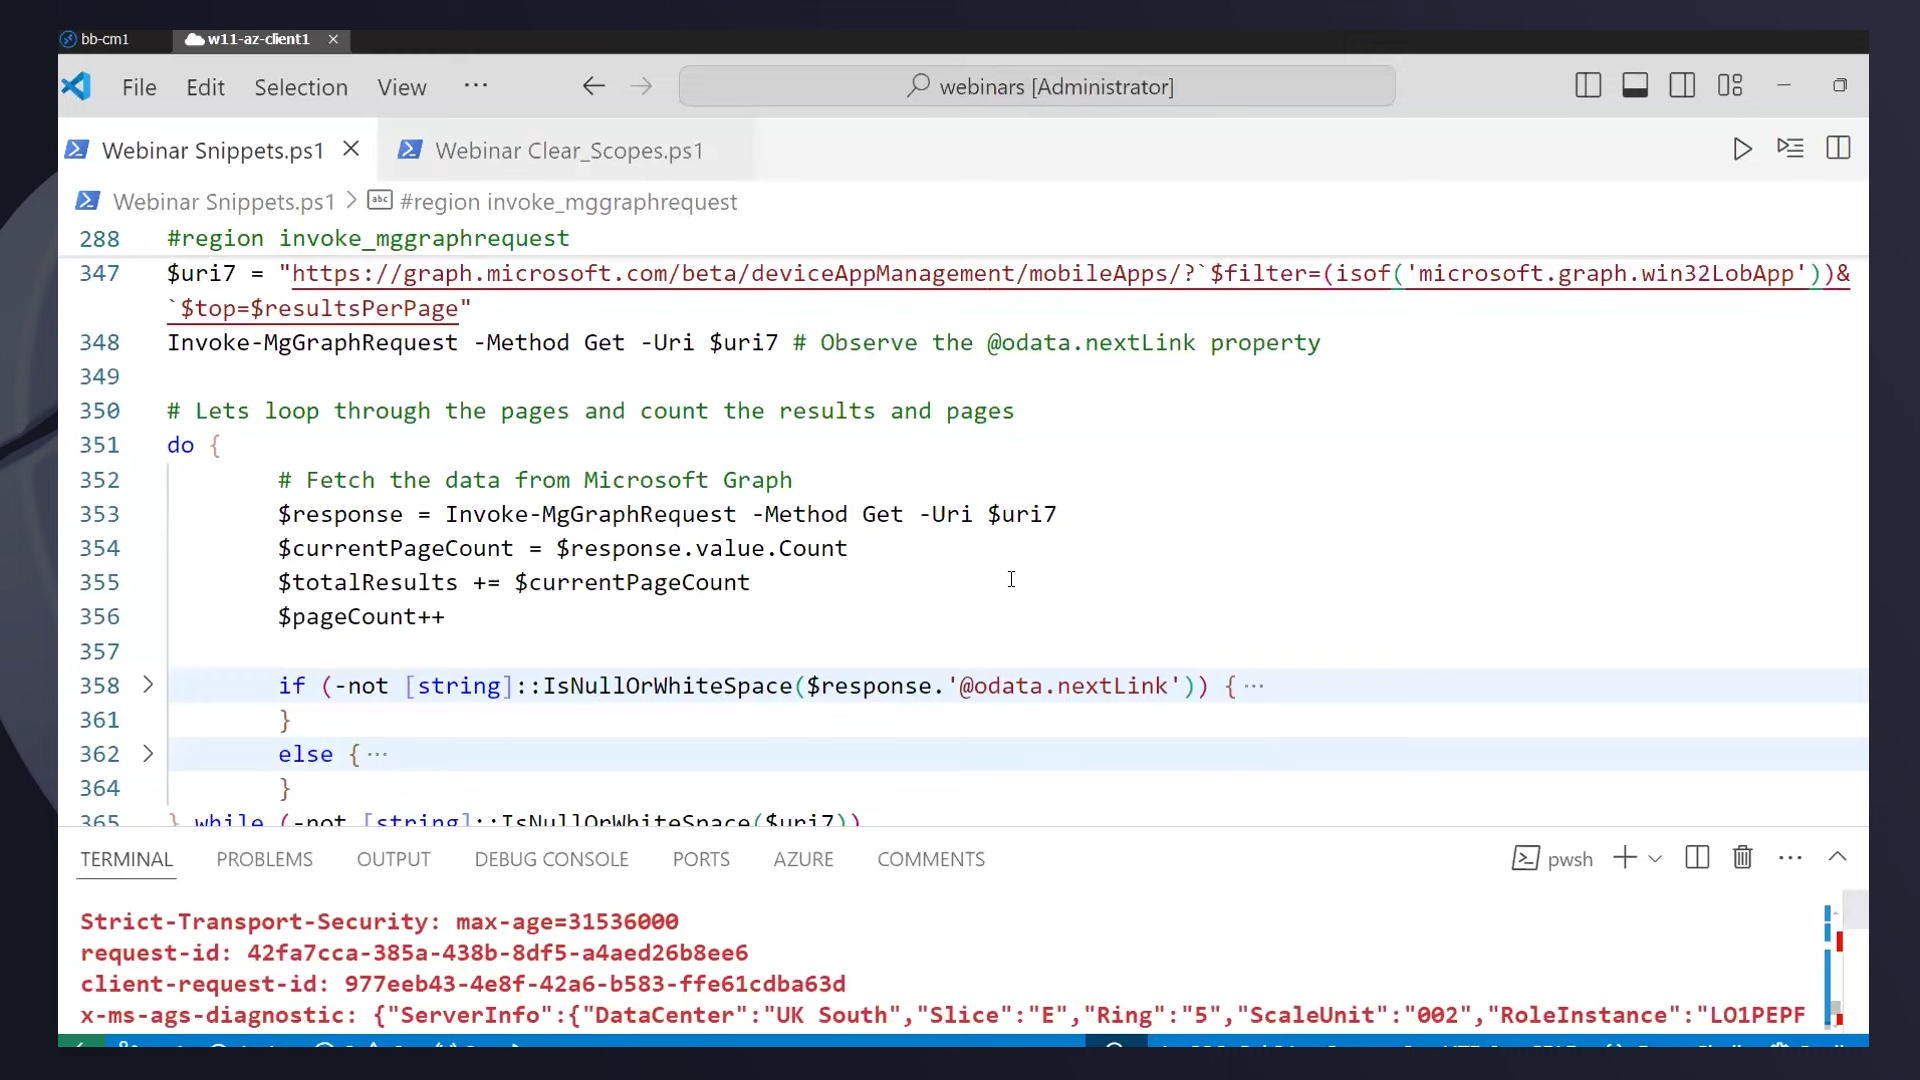 bb-cm1 w11-az-client1
File Edit Selection View ··· webinars [Administrator]
Webinar Snippets.ps1 Webinar Clear_Scopes.ps1
Webinar Snippets.ps1 > abc #region invoke_mggraphrequest
288 #region invoke_mggraphrequest
347 $uri7 = "https://graph.microsoft.com/beta/deviceAppManagement/mobileApps/?`$filter=(isof('microsoft.graph.win32LobApp'))&
`$top=$resultsPerPage"
348 Invoke-MgGraphRequest -Method Get -Uri $uri7 # Observe the @odata.nextLink property
349
350 # Lets loop through the pages and count the results and pages
351 do {
352 # Fetch the data from Microsoft Graph
353 $response = Invoke-MgGraphRequest -Method Get -Uri $uri7
354 $currentPageCount = $response.value.Count
355 $totalResults += $currentPageCount
356 $pageCount++
357
358 if (-not [string]::IsNullOrWhiteSpace($response.'@odata.nextLink')) {···
361 }
362 else {···
364 }
365 } while (-not [string]::IsNullOrWhiteSpace($uri7))
TERMINAL PROBLEMS OUTPUT DEBUG CONSOLE PORTS AZURE COMMENTS pwsh
Strict-Transport-Security: max-age=31536000
request-id: 42fa7cca-385a-438b-8df5-a4aed26b8ee6
client-request-id: 977eeb43-4e8f-42a6-b583-ffe61cdba63d
x-ms-ags-diagnostic: {"ServerInfo":{"DataCenter":"UK South","Slice":"E","Ring":"5","ScaleUnit":"002","RoleInstance":"LO1PEPF